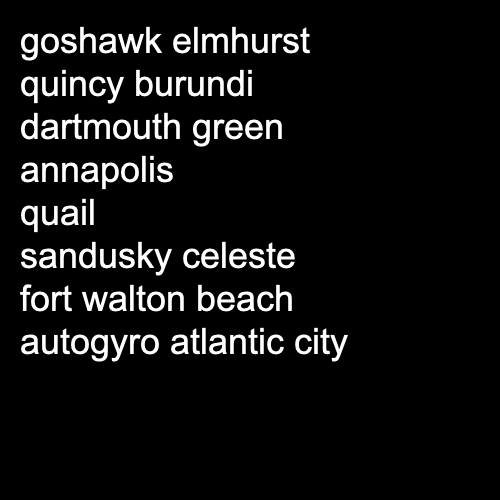 goshawk elmhurst
quincy burundi
dartmouth green
annapolis
quail
sandusky celeste
fort walton beach
autogyro atlantic city